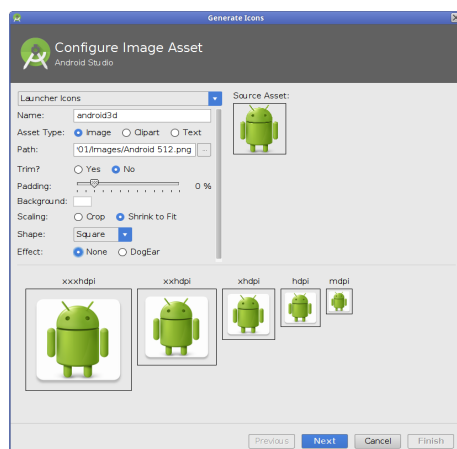 Generate Icons
Configure Image Asset
Android Studio
Launcher Icons
Source Asset:
Name: android3d
Asset Type: Image Clipart Text
Path: '01/Images/Android 512.png ...
Trim? Yes No
Padding: 0 %
Background:
Scaling: Crop Shrink to Fit
Shape: Square
Effect: None DogEar
xxxhdpi xxhdpi xhdpi hdpi mdpi
Previous Next Cancel Finish